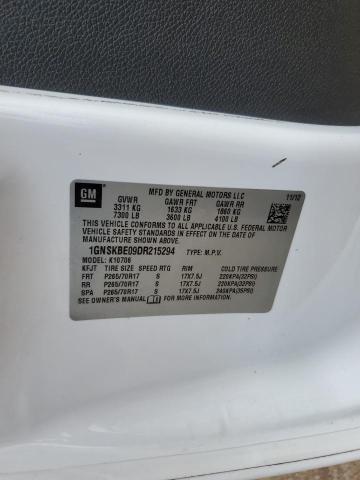 GM
MFD BY GENERAL MOTORS LLC 11/12
GVWR GAWR FRT GAWR RR
3311 KG 1633 KG 1860 KG
7300 LB 3600 LB 4100 LB
THIS VEHICLE CONFORMS TO ALL APPLICABLE U.S. FEDERAL MOTOR
VEHICLE SAFETY AND THEFT PREVENTION STANDARDS IN
EFFECT ON THE DATE OF MANUFACTURE SHOWN ABOVE.
1GNSKBE09DR215294 TYPE: M.P.V.
MODEL: K10706
KFJT TIRE SIZE SPEED RTG RIM COLD TIRE PRESSURE
FRT P265/70R17 S 17X7.5J 220KPA(32PSI)
RR P265/70R17 S 17X7.5J 220KPA(32PSI)
SPA P265/70R17 S 17X7.5J 240KPA(35PSI)
SEE OWNER'S MANUAL FOR ADDITIONAL INFORMATION.